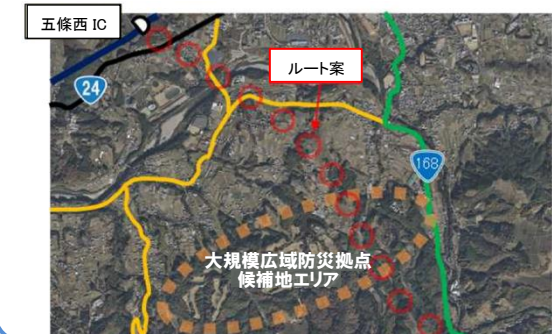 五條西 IC
24
ルート案
168
大規模広域防災拠点
候補地エリア